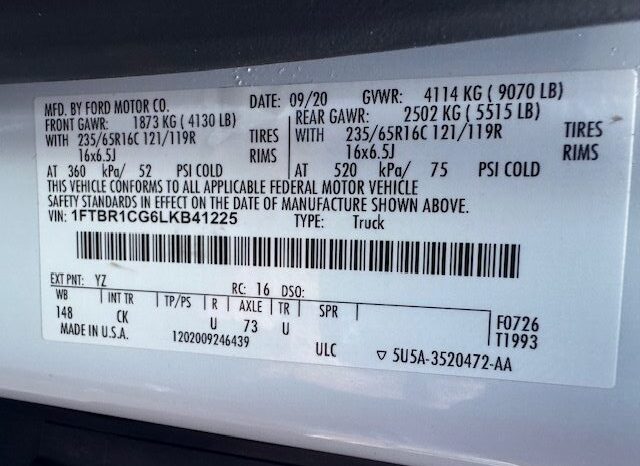 MFD. BY FORD MOTOR CO. DATE: 09/20 GVWR: 4114 KG ( 9070 LB)
FRONT GAWR: 1873 KG ( 4130 LB) REAR GAWR: 2502 KG ( 5515 LB)
WITH 235/65R16C 121/119R TIRES WITH 235/65R16C 121/119R TIRES
16x6.5J RIMS 16x6.5J RIMS
AT 360 kPa/ 52 PSI COLD AT 520 kPa/ 75 PSI COLD
THIS VEHICLE CONFORMS TO ALL APPLICABLE FEDERAL MOTOR VEHICLE
SAFETY STANDARDS IN EFFECT ON THE DATE OF MANUFACTURE SHOWN ABOVE.
VIN: 1FTBR1CG6LKB41225 TYPE: Truck
EXT PNT: YZ RC: 16 DSO:
WB INT TR TP/PS R AXLE TR SPR
148 CK U 73 U F0726
MADE IN U.S.A. 1202009246439 ULC ▽ 5U5A-3520472-AA T1993